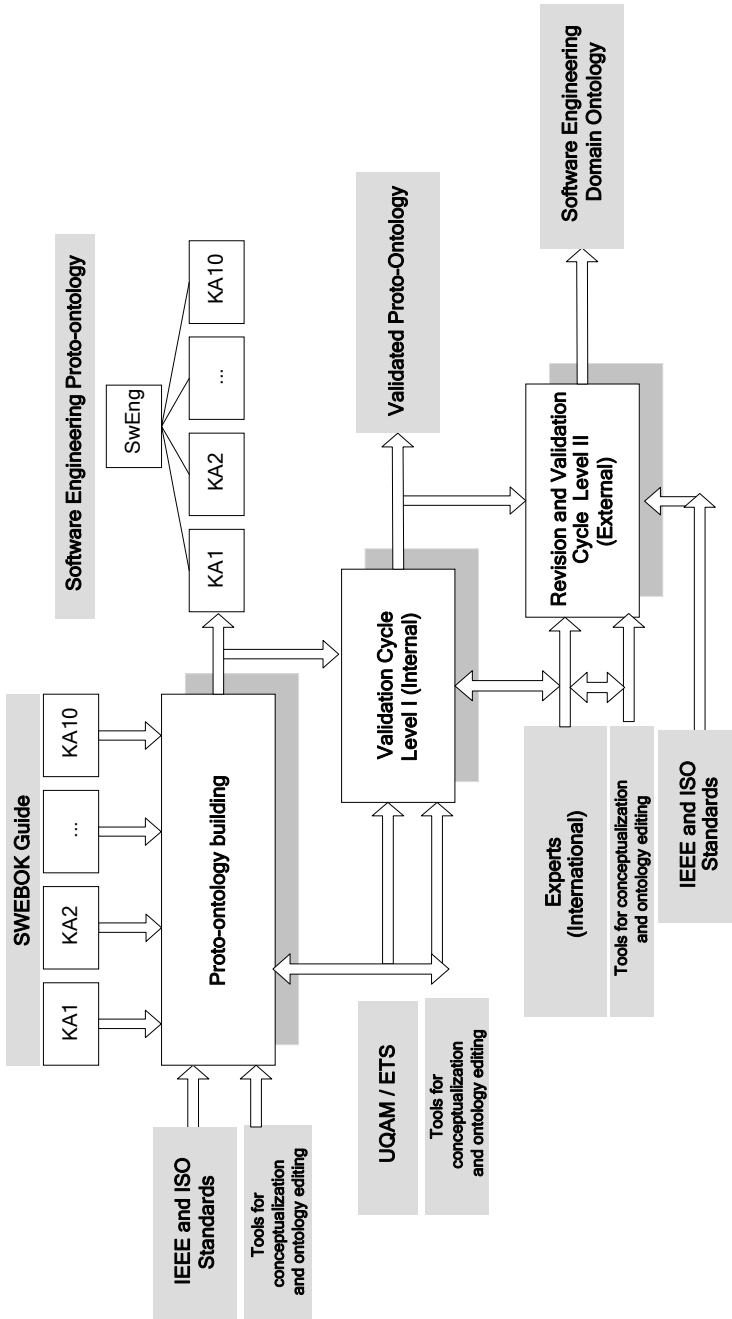 SWEBOK Guide
KA1
KA2
...
KA10
Software Engineering Proto-ontology
SwEng
KA1
KA2
...
KA10
IEEE and ISO
Standards
Tools for
conceptualization
and ontology editing
Proto-ontology building
UQAM / ETS
Tools for
conceptualization
and ontology editing
Validation Cycle
Level I (Internal)
Validated Proto-Ontology
Experts
(International)
Tools for conceptualization
and ontology editing
IEEE and ISO
Standards
Revision and Validation
Cycle Level II
(External)
Software Engineering
Domain Ontology